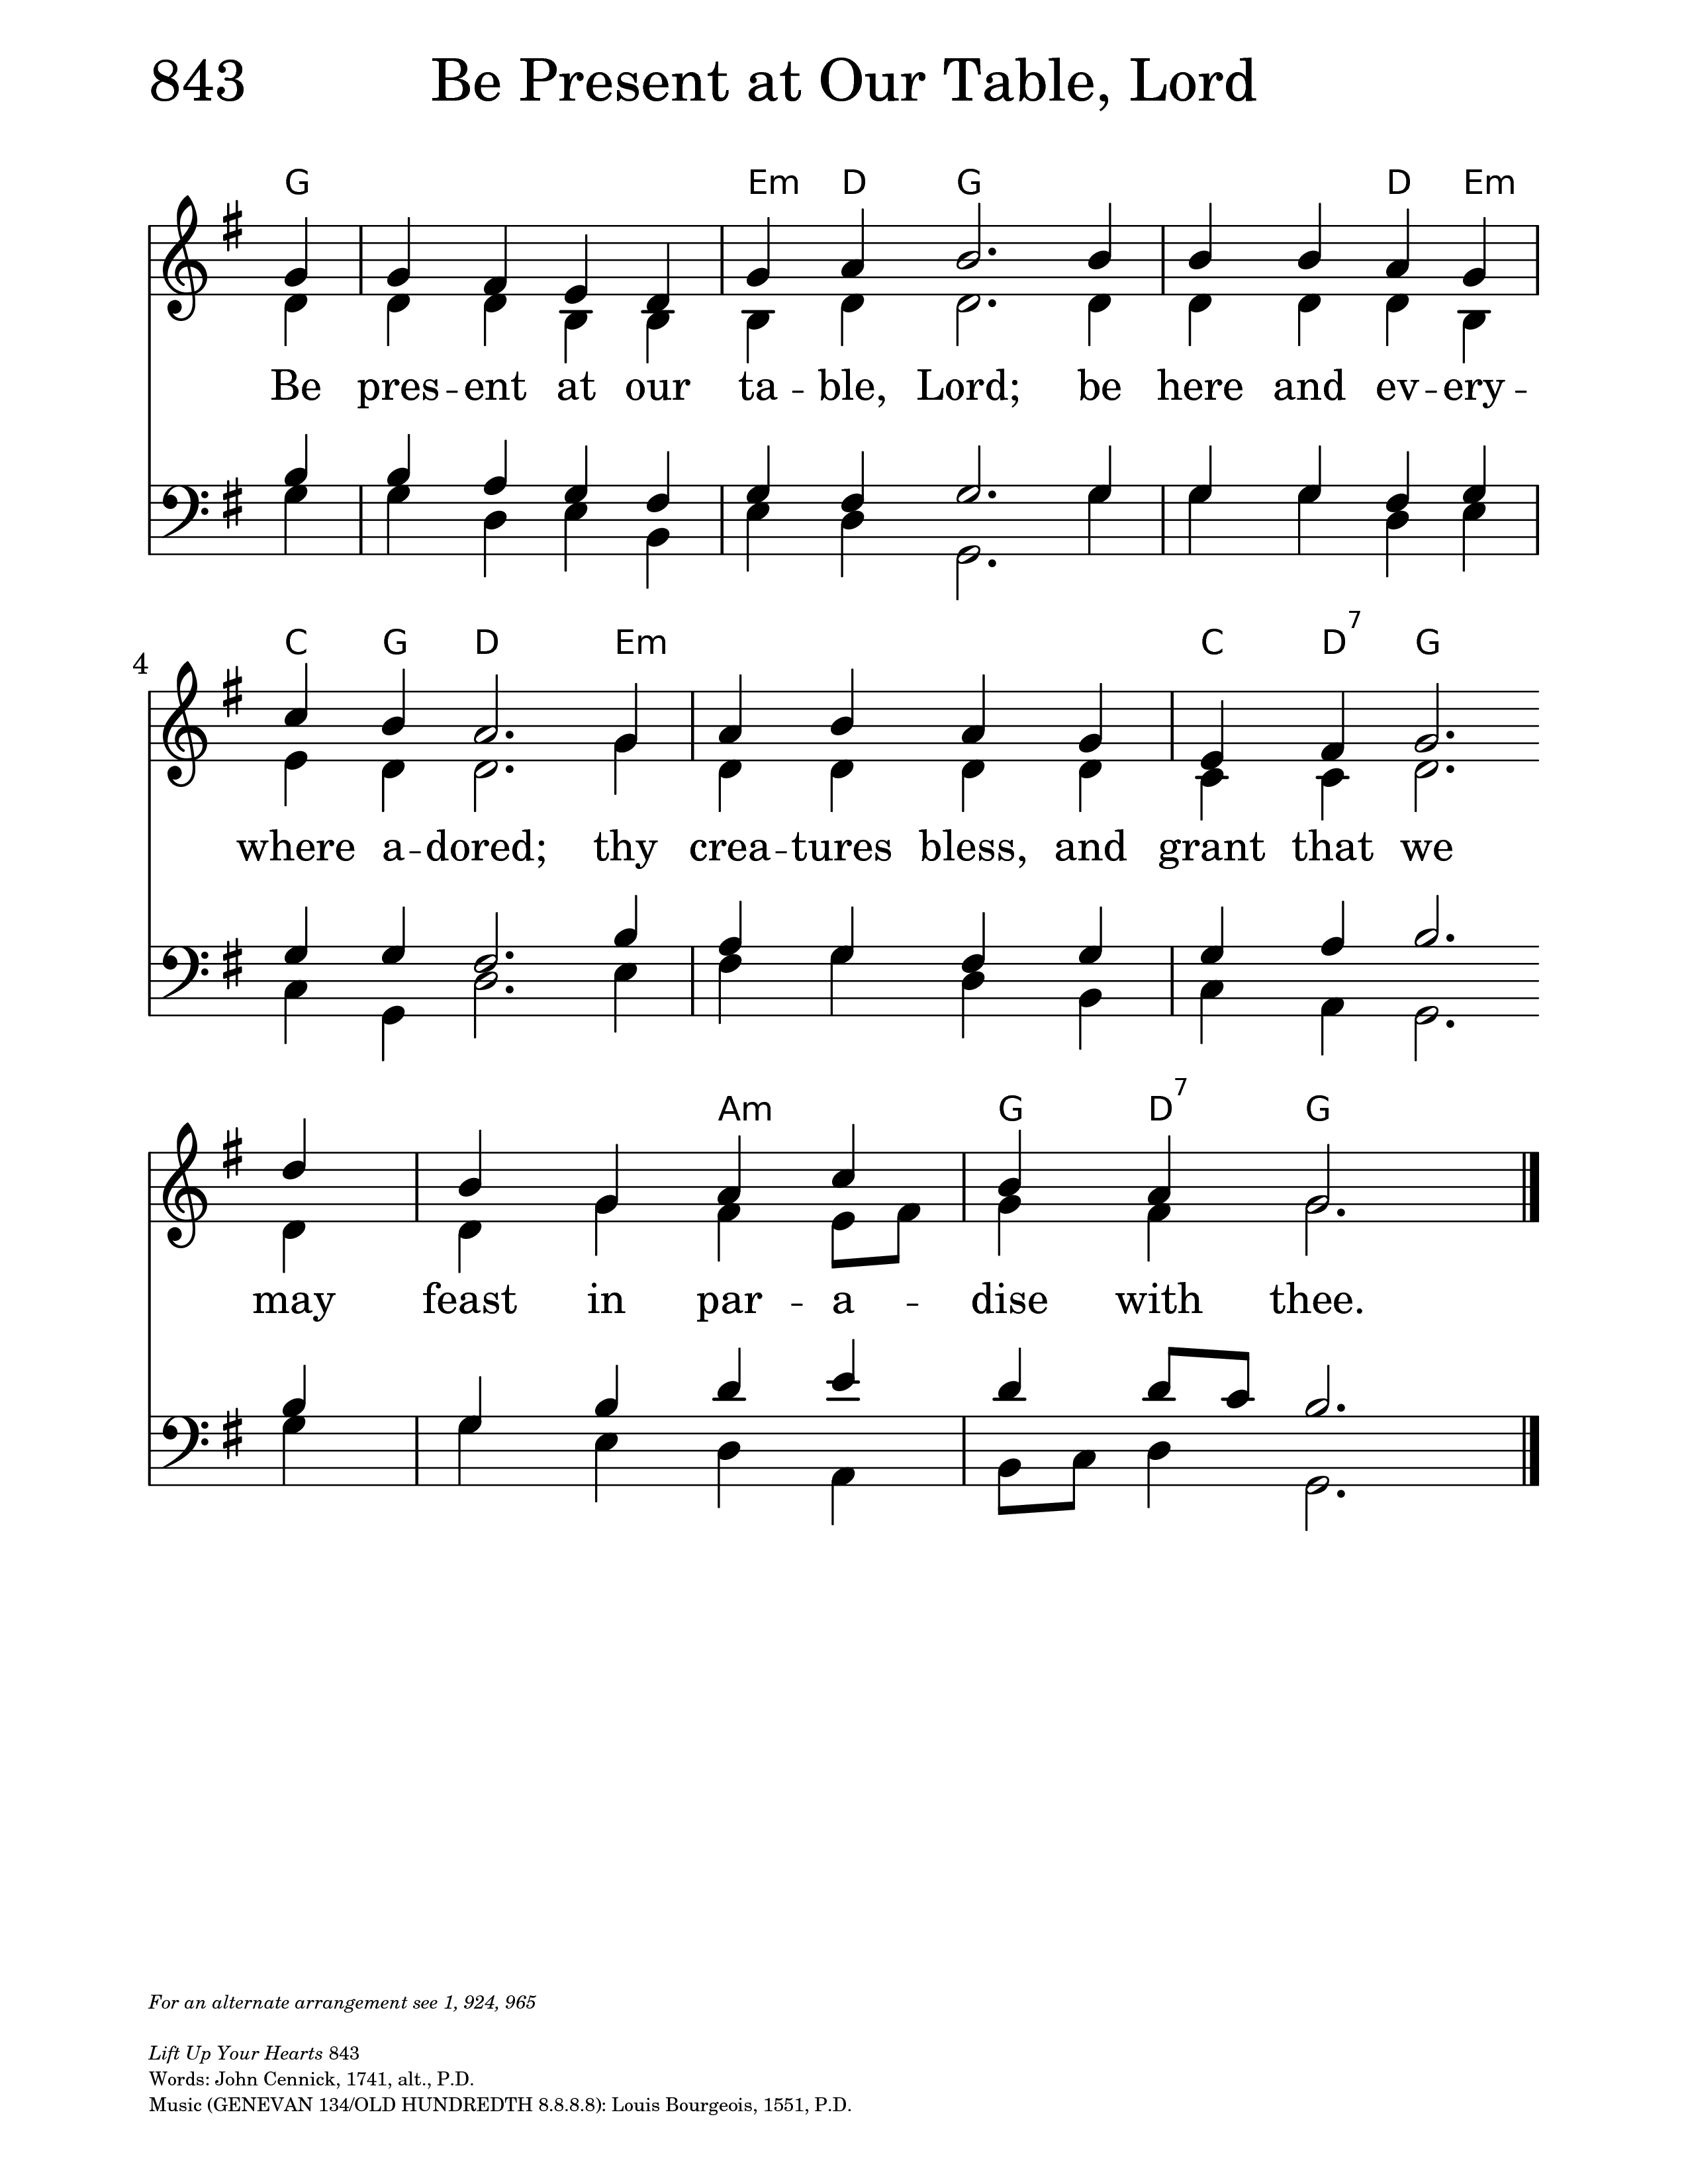 843 Be Present at Our Table, Lord
G Em D G D Em
Be pres - ent at our ta - ble, Lord; be here and ev - ery -
C G D Em C D7 G
4
where a - dored; thy crea - tures bless, and grant that we
Am G D7 G
may feast in par - a - dise with thee.
For an alternate arrangement see 1, 924, 965
Lift Up Your Hearts 843
Words: John Cennick, 1741, alt., P.D.
Music (GENEVAN 134/OLD HUNDREDTH 8.8.8.8): Louis Bourgeois, 1551, P.D.